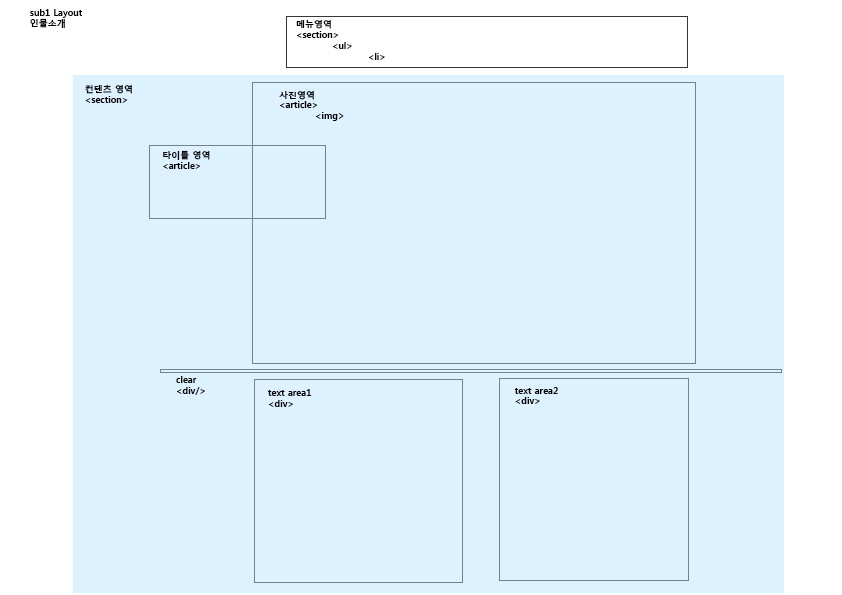 sub1 Layout
인물소개
메뉴영역
<section>
<ul>
<li>
컨텐츠 영역
<section>
사진영역
<article>
<img>
타이틀 영역
<article>
clear
<div/>
text area1
<div>
text area2
<div>